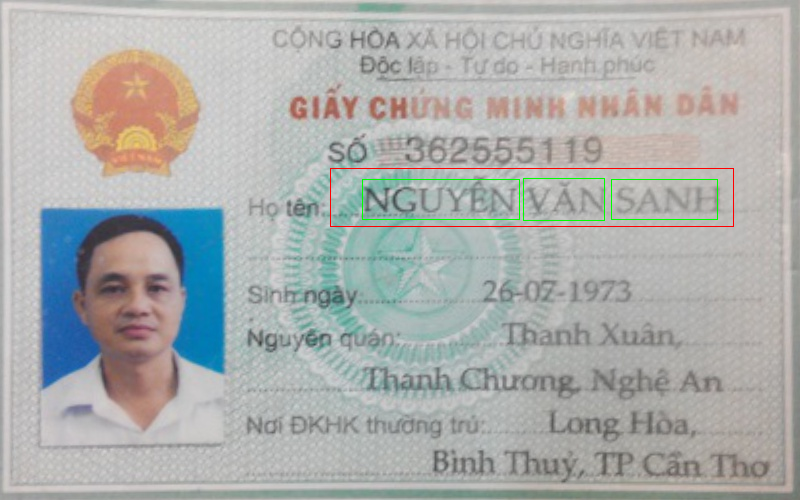 CỘNG HÒA XÃ HỘI CHỦ NGHĨA VIỆT NAM
Độc lập - Tự do - Hạnh phúc
GIẤY CHỨNG MINH NHÂN DÂN
SỐ 362555119
Họ tên: NGUYỄN VĂN SANH
Sinh ngày 26-07-1973
Nguyên quán: Thanh Xuân,
Thanh Chương, Nghệ An
Nơi ĐKHK thường trú: Long Hòa,
Bình Thuỷ, TP Cần Thơ